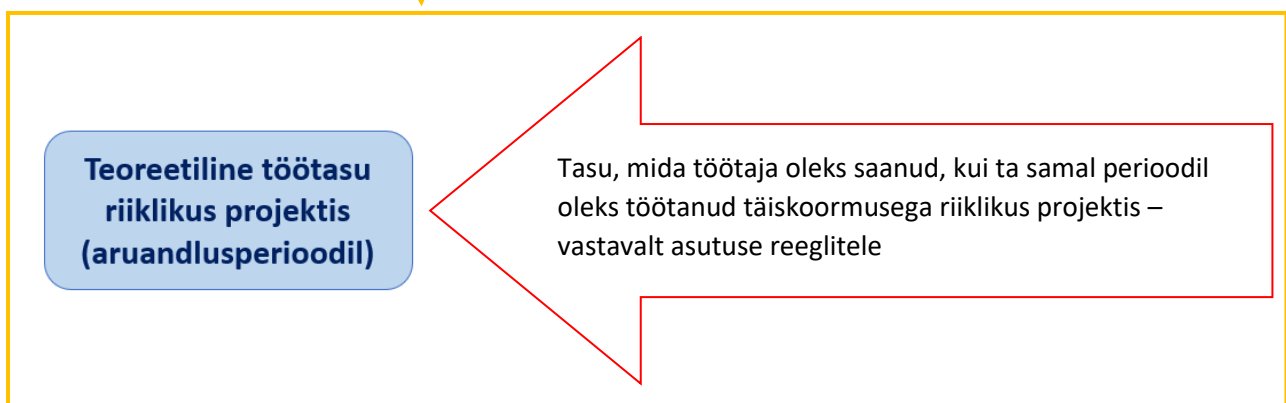 Teoreetiline töötasu
riiklikus projektis
(aruandlusperioodil)
Tasu, mida töötaja oleks saanud, kui ta samal perioodil
oleks töötanud täiskoormusega riiklikus projektis –
vastavalt asutuse reeglitele